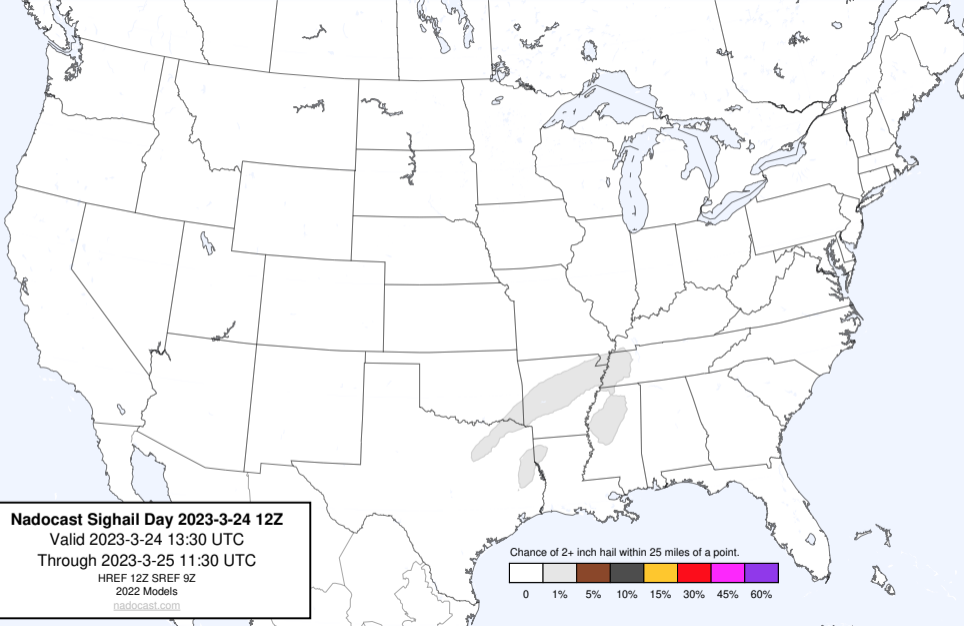 Nadocast Sighail Day 2023-3-24 12Z
Valid 2023-3-24 13:30 UTC
Through 2023-3-25 11:30 UTC
HREF 12Z SREF 9Z
2022 Models
nadocast.com
Chance of 2+ inch hail within 25 miles of a point.
0 1% 5% 10% 15% 30% 45% 60%